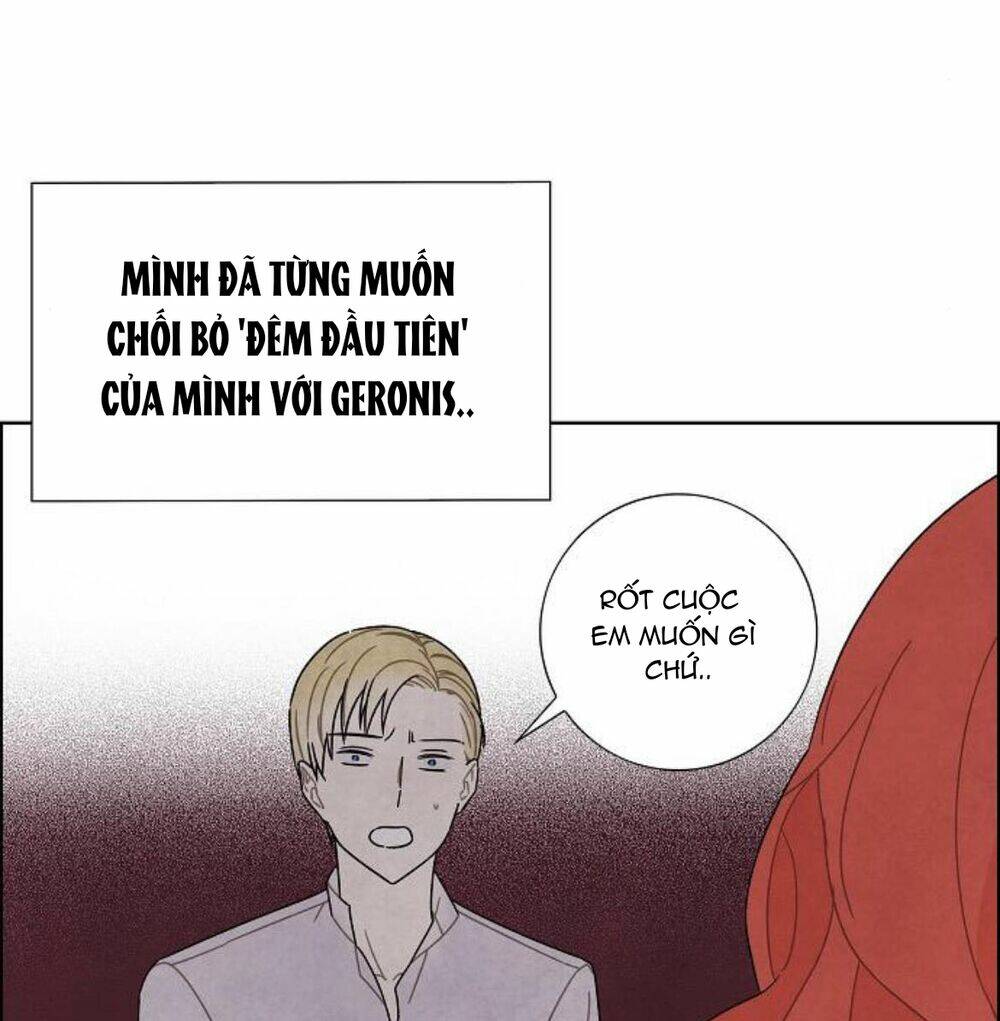 MÌNH ĐÃ TỪNG MUỐN
CHỐI BỎ 'ĐÊM ĐẦU TIÊN'
CỦA MÌNH VỚI GERONIS..
RỐT CUỘC
EM MUỐN GÌ
CHỨ..